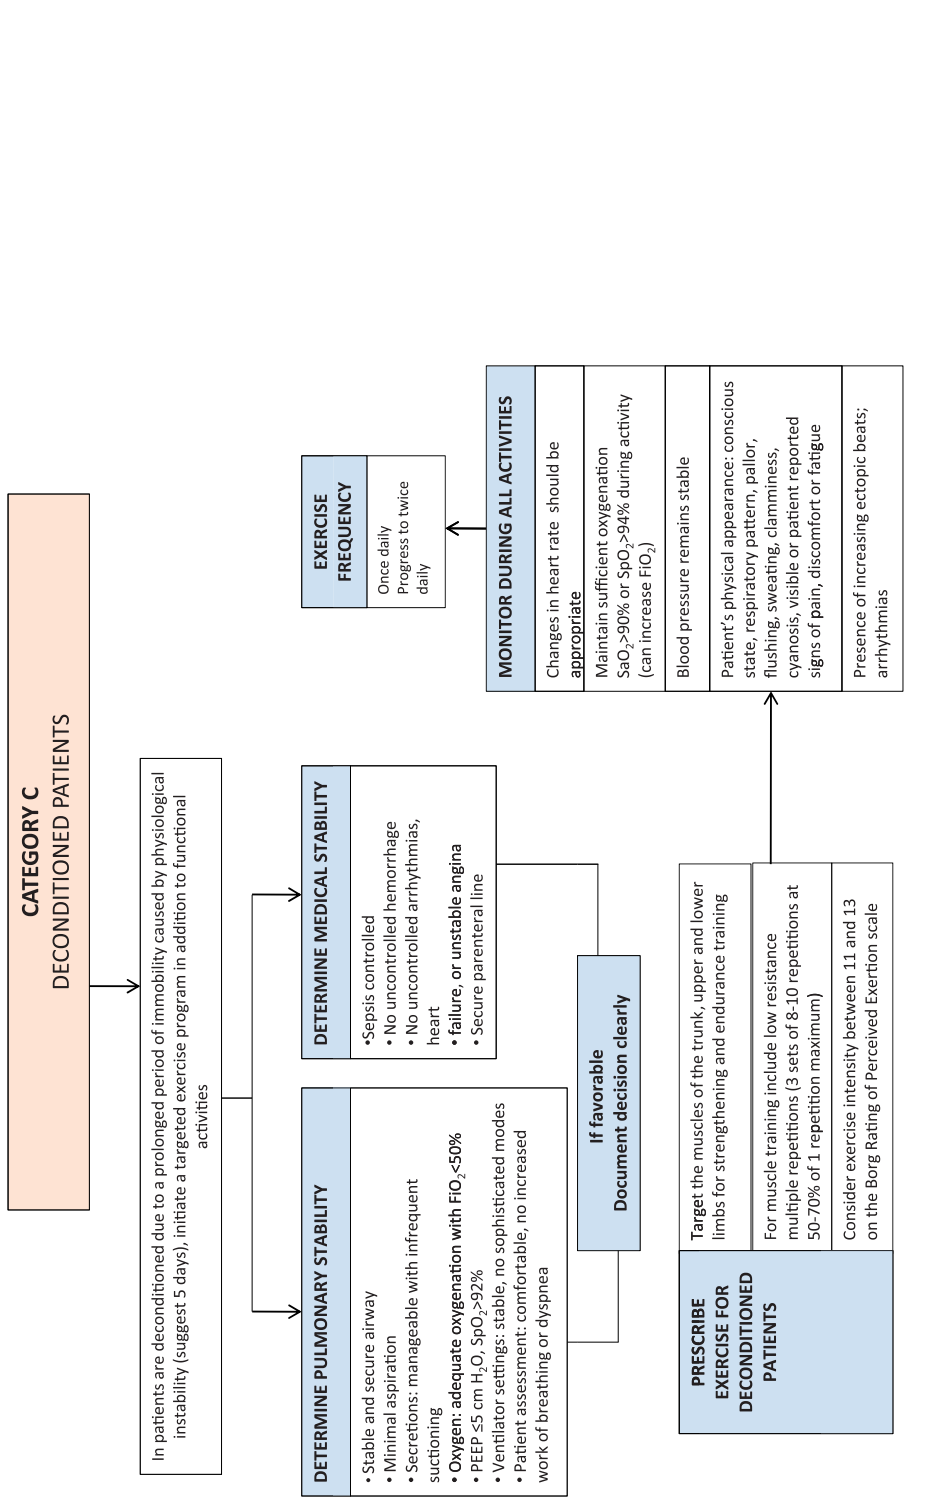 CATEGORY C
DECONDITIONED PATIENTS
In patients are deconditioned due to a prolonged period of immobility caused by physiological
instability (suggest 5 days), initiate a targeted exercise program in addition to functional
activities
DETERMINE PULMONARY STABILITY
• Stable and secure airway
• Minimal aspiration
• Secretions: manageable with infrequent
suctioning
• Oxygen: adequate oxygenation with FiO₂<50%
• PEEP ≤5 cm H₂O, SpO₂>92%
• Ventilator settings: stable, no sophisticated modes
• Patient assessment: comfortable, no increased
work of breathing or dyspnea
DETERMINE MEDICAL STABILITY
•Sepsis controlled
• No uncontrolled hemorrhage
• No uncontrolled arrhythmias,
heart
• failure, or unstable angina
• Secure parenteral line
If favorable
Document decision clearly
PRESCRIBE
EXERCISE FOR
DECONDITIONED
PATIENTS
Target the muscles of the trunk, upper and lower
limbs for strengthening and endurance training
For muscle training include low resistance
multiple repetitions (3 sets of 8-10 repetitions at
50-70% of 1 repetition maximum)
Consider exercise intensity between 11 and 13
on the Borg Rating of Perceived Exertion scale
MONITOR DURING ALL ACTIVITIES
Changes in heart rate should be
appropriate
Maintain sufficient oxygenation
SaO₂>90% or SpO₂>94% during activity
(can increase FiO₂)
Blood pressure remains stable
Patient's physical appearance: conscious
state, respiratory pattern, pallor,
flushing, sweating, clamminess,
cyanosis, visible or patient reported
signs of pain, discomfort or fatigue
Presence of increasing ectopic beats;
arrhythmias
EXERCISE
FREQUENCY
Once daily
Progress to twice
daily